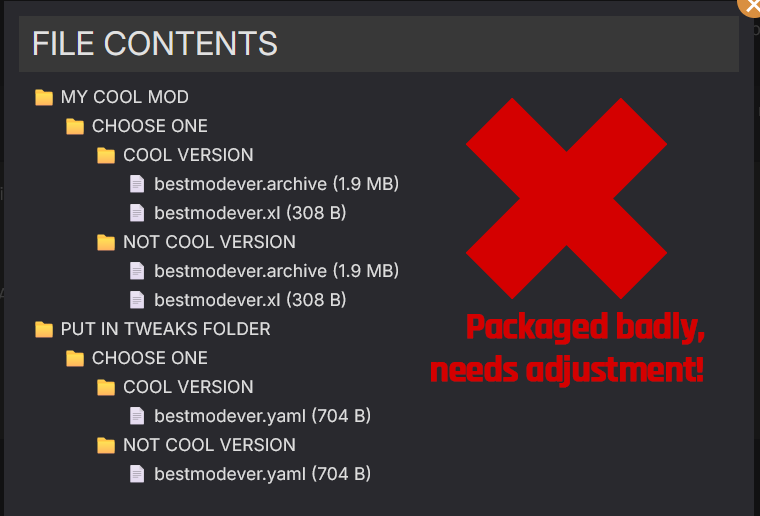 FILE CONTENTS
MY COOL MOD
CHOOSE ONE
COOL VERSION
bestmodever.archive (1.9 MB)
bestmodever.xl (308 B)
NOT COOL VERSION
bestmodever.archive (1.9 MB)
bestmodever.xl (308 B)
PUT IN TWEAKS FOLDER
CHOOSE ONE
COOL VERSION
bestmodever.yaml (704 B)
NOT COOL VERSION
bestmodever.yaml (704 B)
Packaged badly,
needs adjustment!